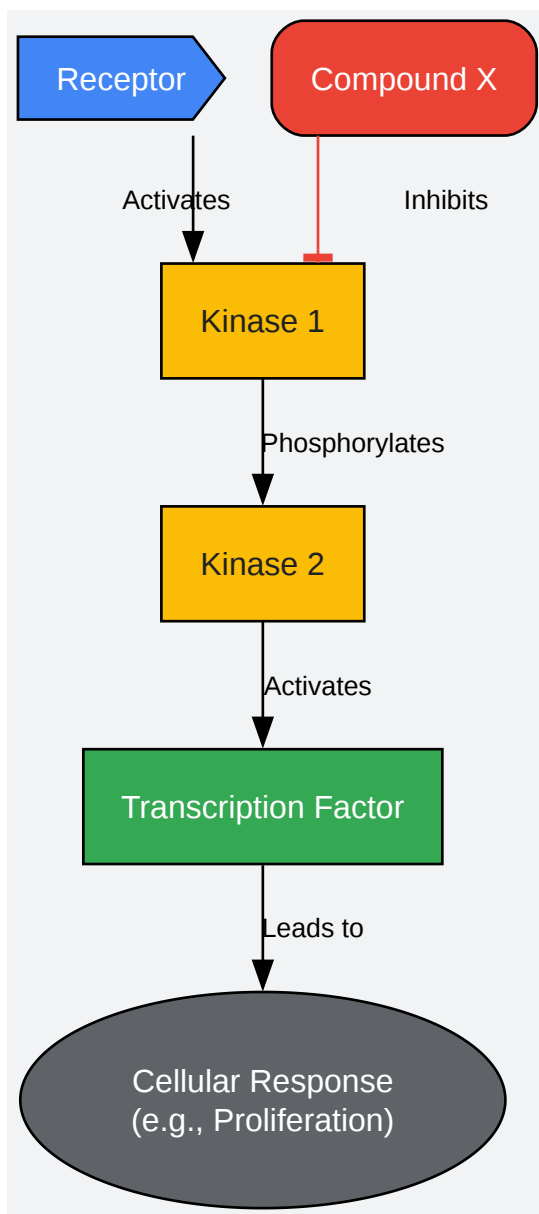 Receptor
Compound X
Activates
Inhibits
Kinase 1
Phosphorylates
Kinase 2
Activates
Transcription Factor
Leads to
Cellular Response
(e.g., Proliferation)